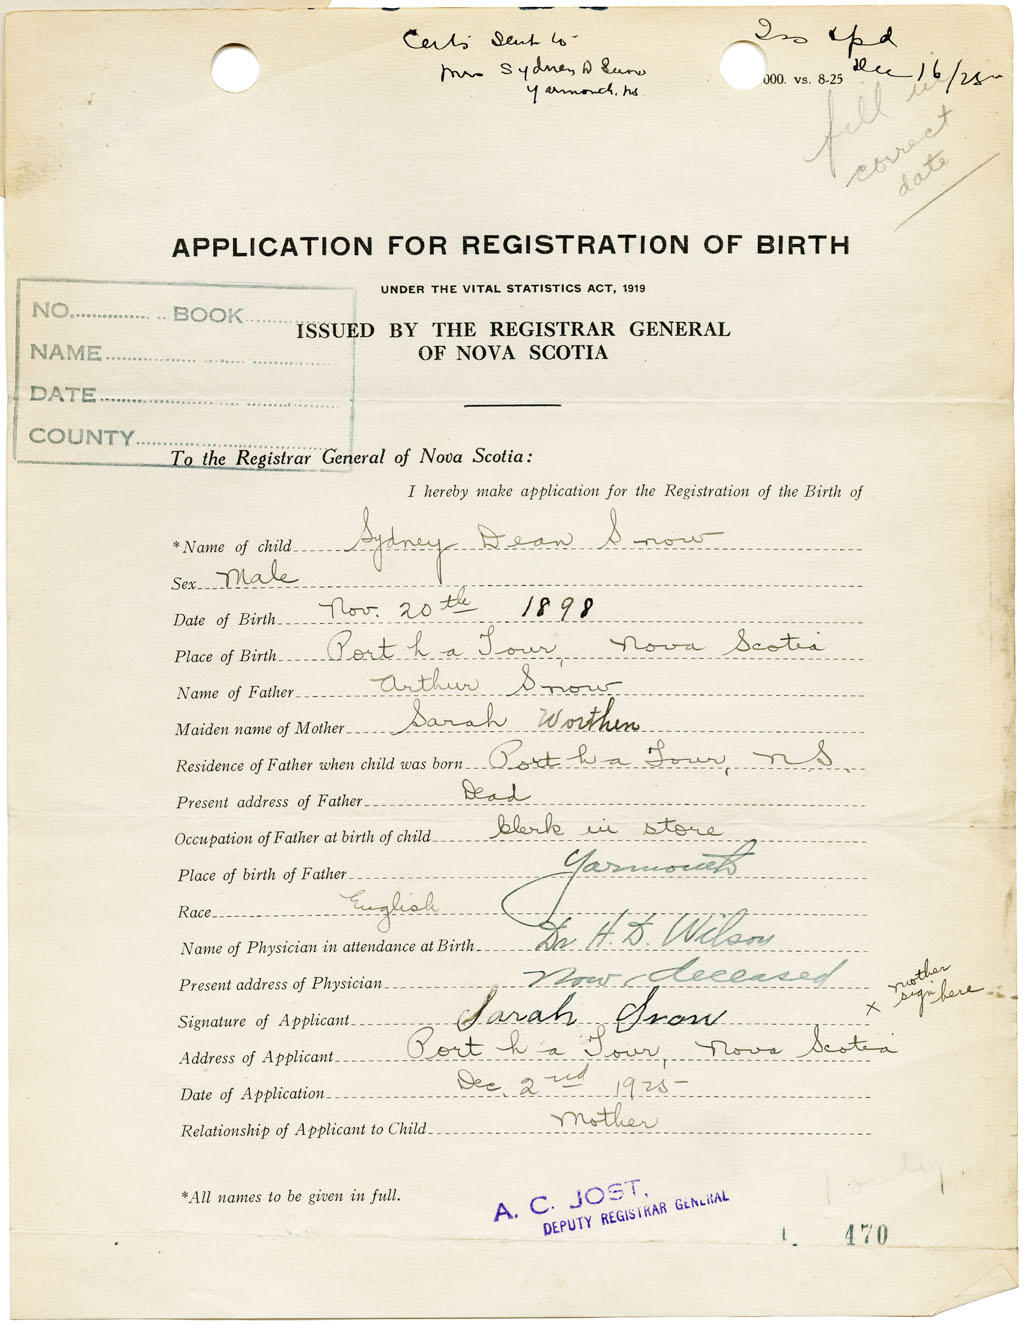 Certs sent to
Mrs Sydney D Snow
Yarmouth, NS
pd
Dec 16/25
000. vs. 8-25
fill in
correct
date
APPLICATION FOR REGISTRATION OF BIRTH
UNDER THE VITAL STATISTICS ACT, 1919
ISSUED BY THE REGISTRAR GENERAL
OF NOVA SCOTIA
NO. BOOK
NAME
DATE
COUNTY
To the Registrar General of Nova Scotia:
I hereby make application for the Registration of the Birth of
*Name of child Sydney Dean Snow
Sex Male
Date of Birth Nov. 20th 1898
Place of Birth Port La Tour, Nova Scotia
Name of Father Arthur Snow
Maiden name of Mother Sarah Worthen
Residence of Father when child was born Port La Tour, N.S.
Present address of Father Dead
Occupation of Father at birth of child Clerk in store
Place of birth of Father Yarmouth
Race English
Name of Physician in attendance at Birth Dr H. D. Wilson
Present address of Physician Now deceased
Signature of Applicant Sarah Snow x mother sign here
Address of Applicant Port La Tour, Nova Scotia
Date of Application Dec. 2nd 1925
Relationship of Applicant to Child Mother
*All names to be given in full.
A. C. JOST,
DEPUTY REGISTRAR GENERAL
470